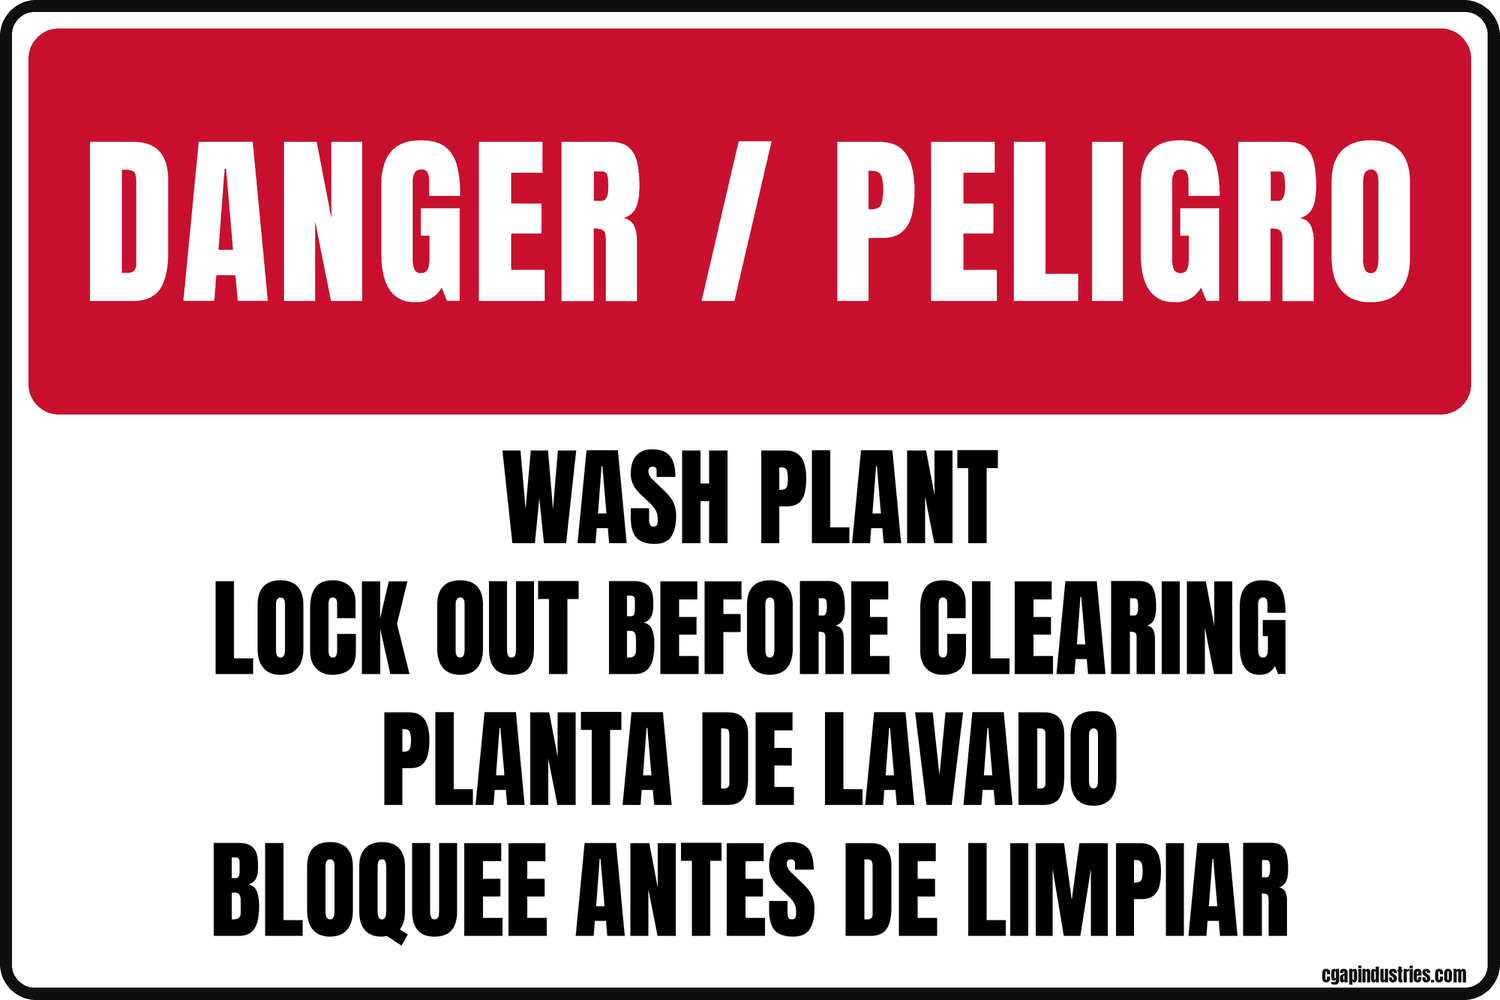 DANGER / PELIGRO
WASH PLANT
LOCK OUT BEFORE CLEARING
PLANTA DE LAVADO
BLOQUEE ANTES DE LIMPIAR
cgapindustries.com